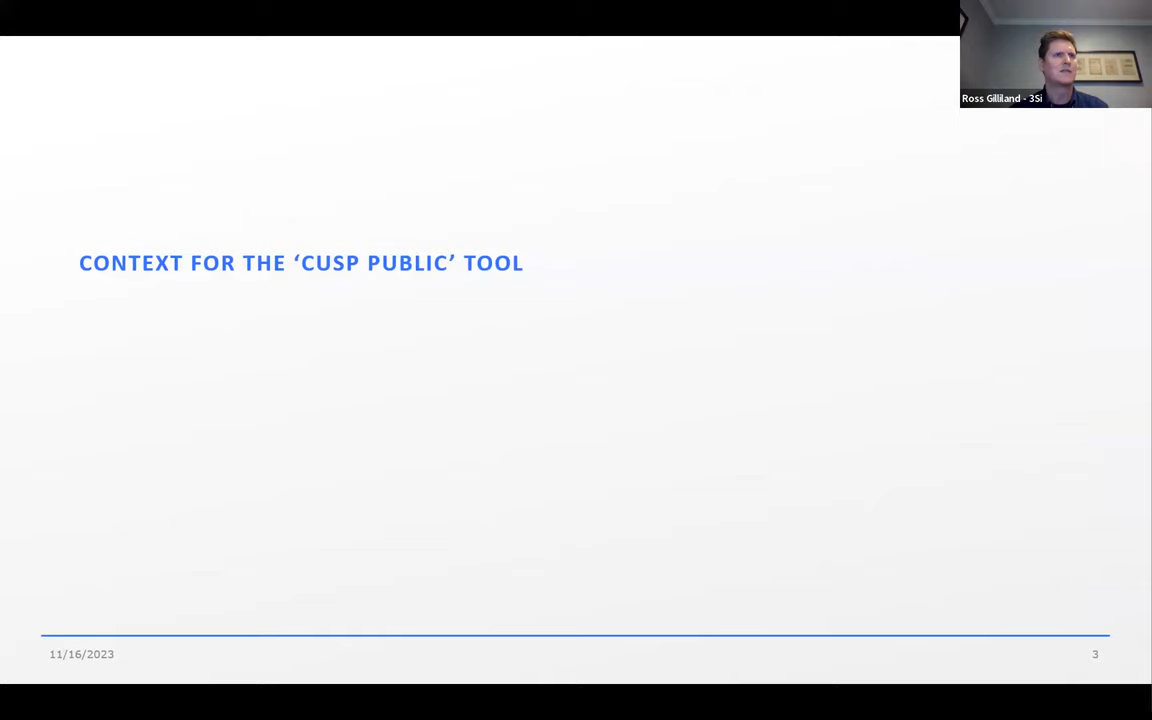 Ross Gilliland - 3Si
CONTEXT FOR THE ‘CUSP PUBLIC’ TOOL
11/16/2023
3